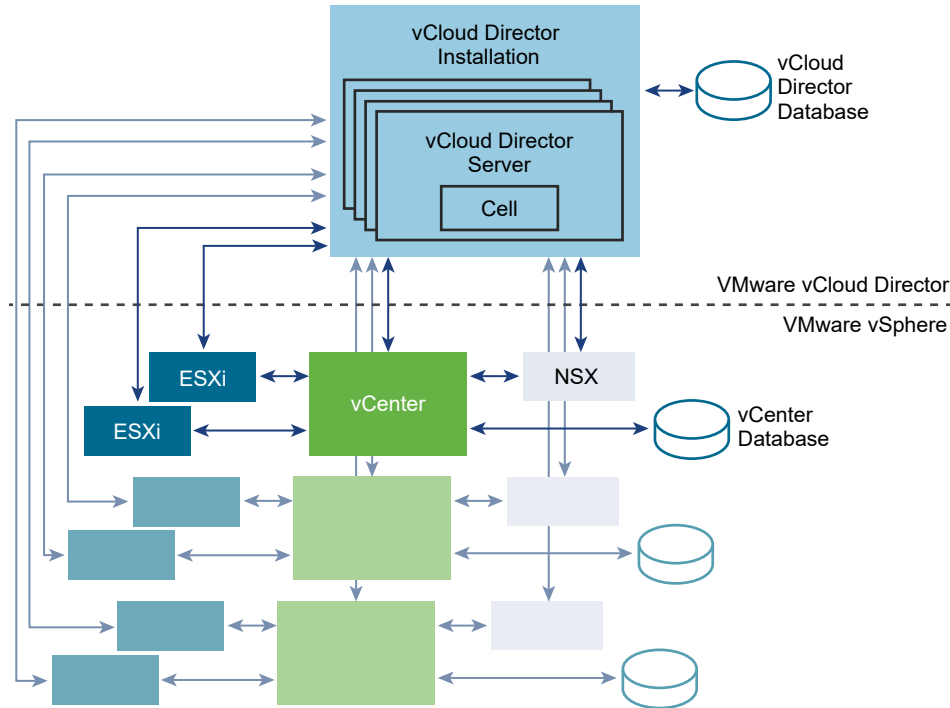 vCloud Director
Installation
vCloud
Director
Database
vCloud Director
Server
Cell
VMware vCloud Director
VMware vSphere
ESXi
vCenter
NSX
ESXi
vCenter
Database